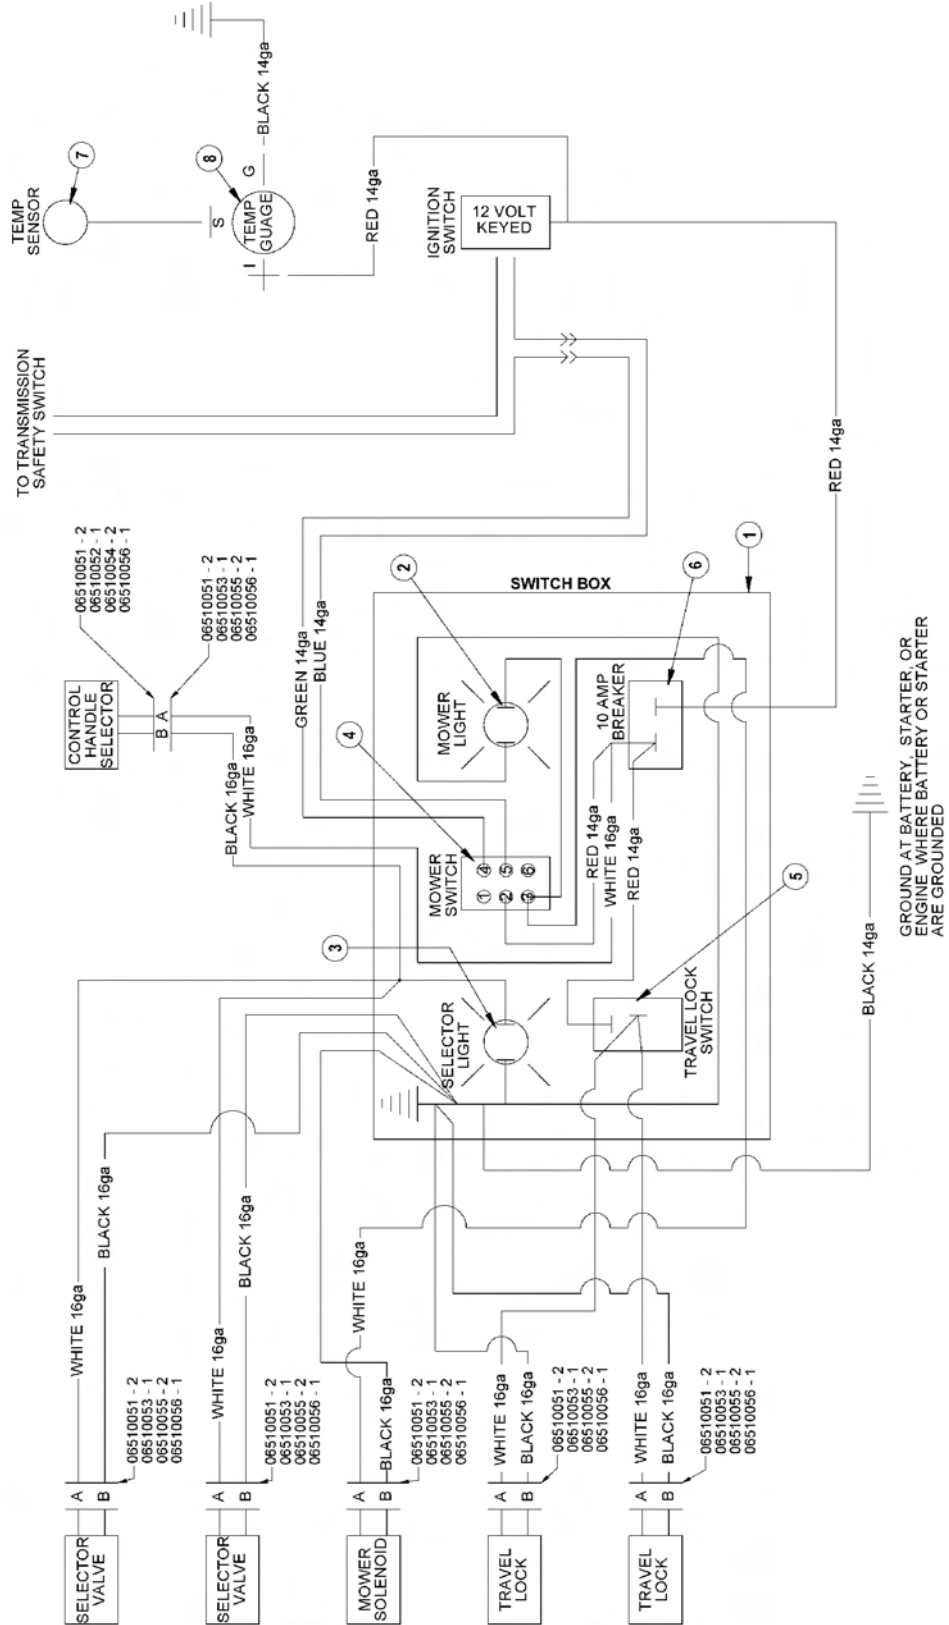 TEMP
SENSOR
7
S
8
TEMP
GUAGE
I
G
BLACK 14ga
RED 14ga
IGNITION
SWITCH
12 VOLT
KEYED
TO TRANSMISSION
SAFETY SWITCH
RED 14ga
06510051 - 2
06510052 - 1
06510054 - 2
06510056 - 1
06510051 - 2
06510053 - 1
06510055 - 2
06510056 - 1
CONTROL
HANDLE
SELECTOR
B A
BLACK 16ga
WHITE 16ga
GREEN 14ga
BLUE 14ga
SWITCH BOX
1
2
MOWER
LIGHT
10 AMP
BREAKER
6
4
MOWER
SWITCH
1 4
2 5
3 6
RED 14ga
WHITE 16ga
RED 14ga
3
SELECTOR
LIGHT
5
TRAVEL LOCK
SWITCH
BLACK 14ga
GROUND AT BATTERY, STARTER, OR
ENGINE WHERE BATTERY OR STARTER
ARE GROUNDED
SELECTOR
VALVE
A
B
WHITE 16ga
BLACK 16ga
06510051 - 2
06510053 - 1
06510055 - 2
06510056 - 1
SELECTOR
VALVE
A
B
WHITE 16ga
BLACK 16ga
06510051 - 2
06510053 - 1
06510055 - 2
06510056 - 1
MOWER
SOLENOID
A
B
WHITE 16ga
BLACK 16ga
06510051 - 2
06510053 - 1
06510055 - 2
06510056 - 1
TRAVEL
LOCK
A
B
WHITE 16ga
BLACK 16ga
06510051 - 2
06510053 - 1
06510055 - 2
06510056 - 1
TRAVEL
LOCK
A
B
WHITE 16ga
BLACK 16ga
06510051 - 2
06510053 - 1
06510055 - 2
06510056 - 1